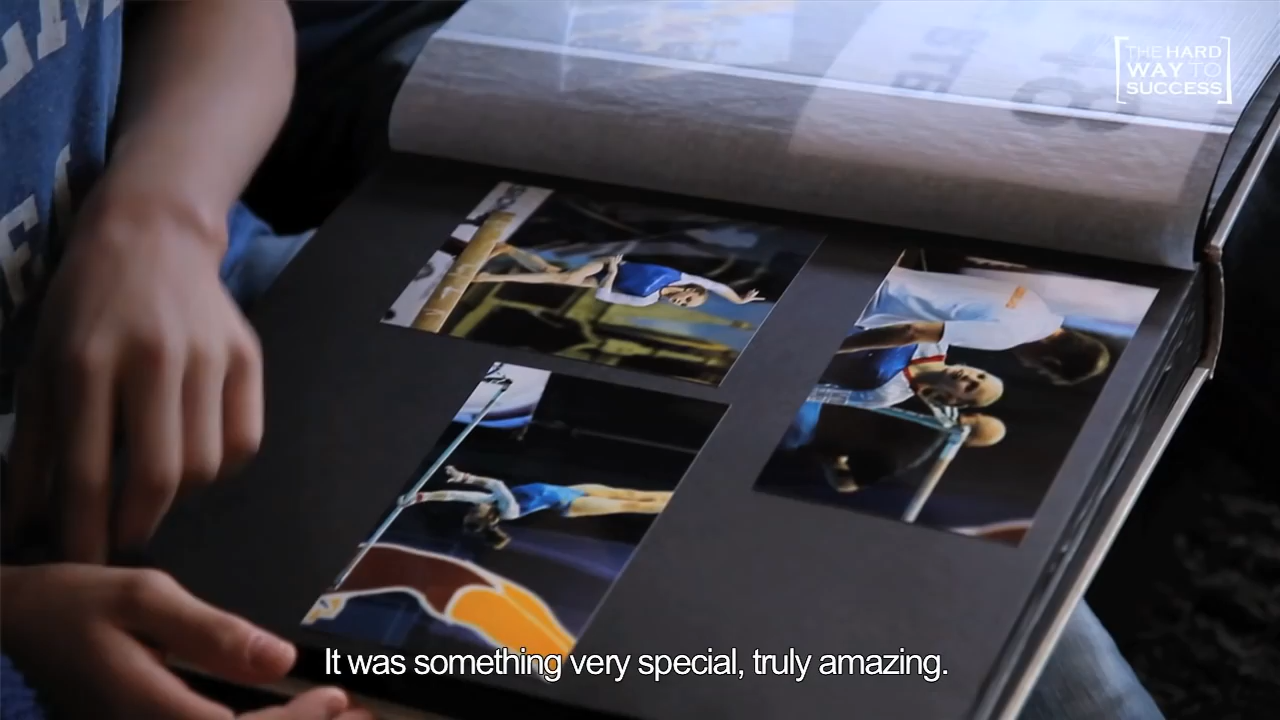 THE HARD
WAY TO
SUCCESS
It was something very special, truly amazing.